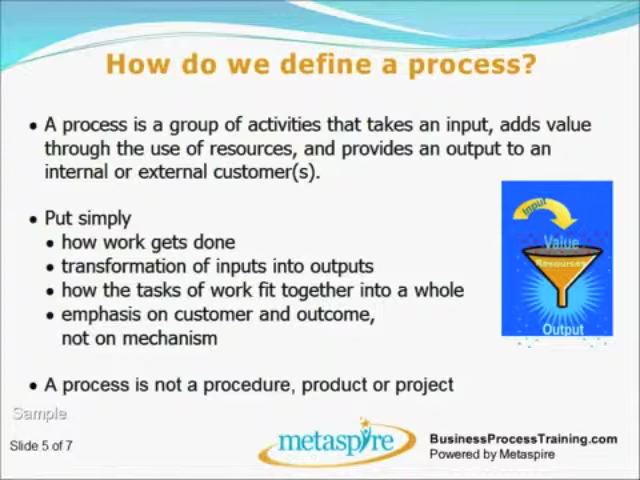 How do we define a process?
• A process is a group of activities that takes an input, adds value
through the use of resources, and provides an output to an
internal or external customer(s).
• Put simply
• how work gets done
• transformation of inputs into outputs
• how the tasks of work fit together into a whole
• emphasis on customer and outcome,
not on mechanism
Input
Value
Resources
Output
• A process is not a procedure, product or project
Sample
Slide 5 of 7
metaspire
BusinessProcessTraining.com
Powered by Metaspire